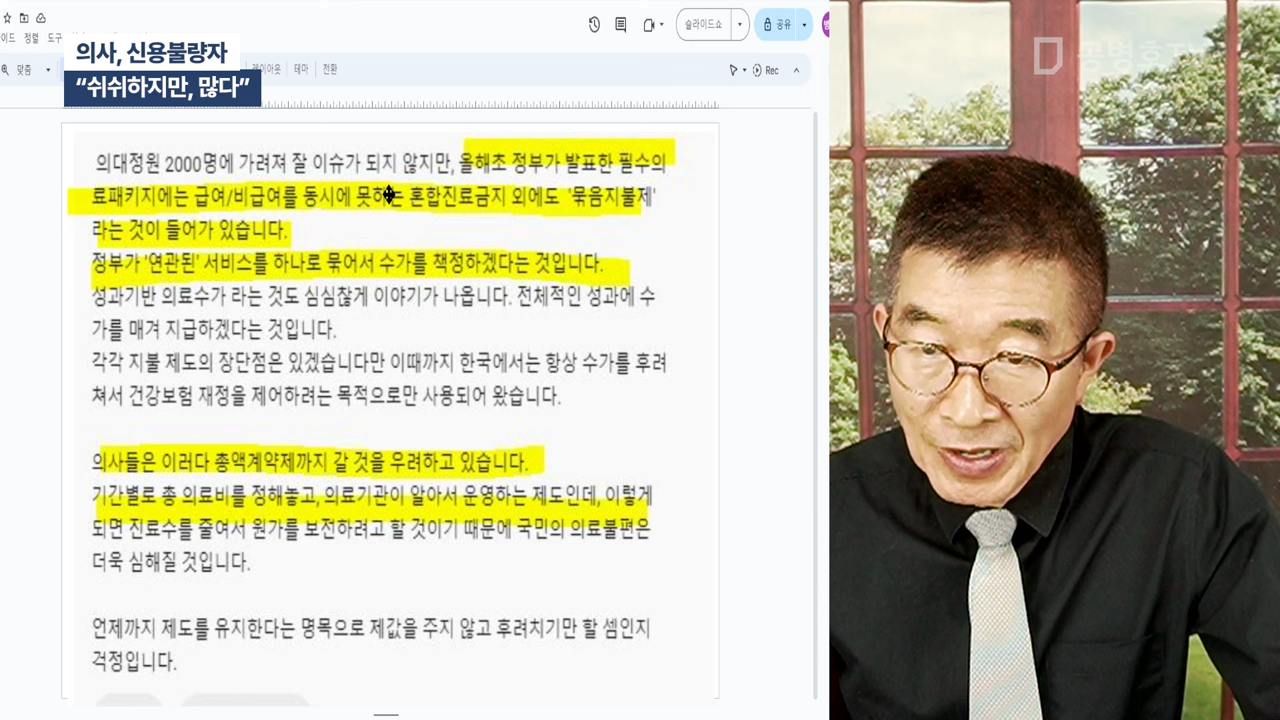 이드 정렬 도구
슬라이드쇼
공유
의사, 신용불량자
“쉬쉬하지만, 많다”
맞춤
레이아웃
테마
전환
Rec
공병호TV
의대정원 2000명에 가려져 잘 이슈가 되지 않지만, 올해초 정부가 발표한 필수의
료패키지에는 급여/비급여를 동시에 못하는 혼합진료금지 외에도 '묶음지불제'
라는 것이 들어가 있습니다.
정부가 '연관된' 서비스를 하나로 묶어서 수가를 책정하겠다는 것입니다.
성과기반 의료수가 라는 것도 심심찮게 이야기가 나옵니다. 전체적인 성과에 수
가를 매겨 지급하겠다는 것입니다.
각각 지불 제도의 장단점은 있겠습니다만 이때까지 한국에서는 항상 수가를 후려
쳐서 건강보험 재정을 제어하려는 목적으로만 사용되어 왔습니다.
의사들은 이러다 총액계약제까지 갈 것을 우려하고 있습니다.
기간별로 총 의료비를 정해놓고, 의료기관이 알아서 운영하는 제도인데, 이렇게
되면 진료수를 줄여서 원가를 보전하려고 할 것이기 때문에 국민의 의료불편은
더욱 심해질 것입니다.
언제까지 제도를 유지한다는 명목으로 제값을 주지 않고 후려치기만 할 셈인지
걱정입니다.